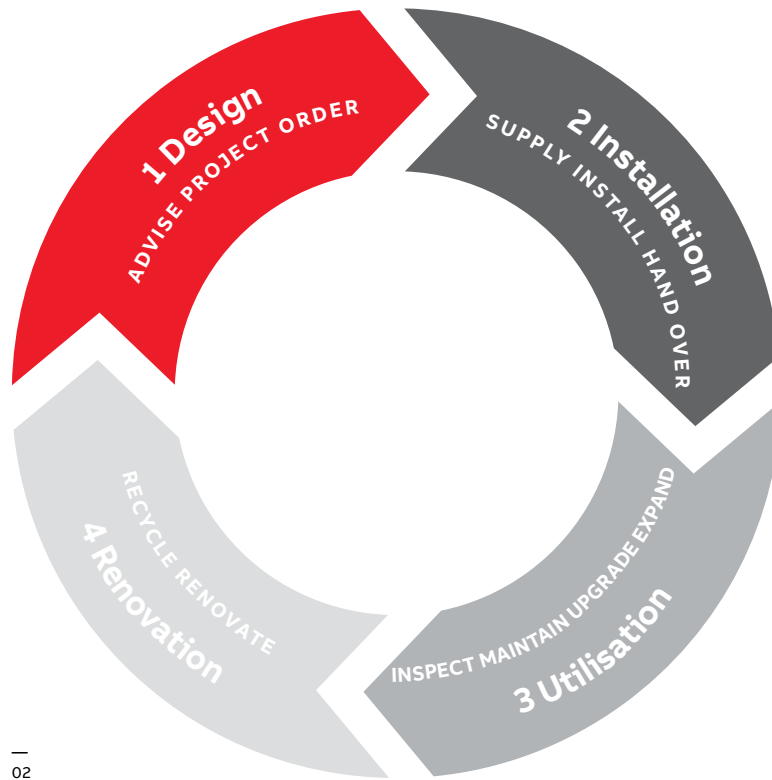 1 Design
ADVISE PROJECT ORDER
2 Installation
SUPPLY INSTALL HAND OVER
3 Utilisation
INSPECT MAINTAIN UPGRADE EXPAND
4 Renovation
RECYCLE RENOVATE
—
02